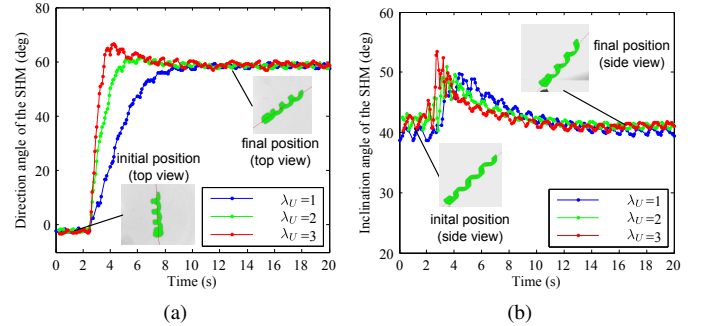 (a)
Direction angle of the SHM (deg)
80
60
40
20
0
0 2 4 6 8 10 12 14 16 18 20
Time (s)
initial position
(top view)
final position
(top view)
λU=1
λU=2
λU=3
(a)
(b)
Inclination angle of the SHM (deg)
60
50
40
30
20
0 2 4 6 8 10 12 14 16 18 20
Time (s)
final position
(side view)
inital position
(side view)
λU=1
λU=2
λU=3
(b)